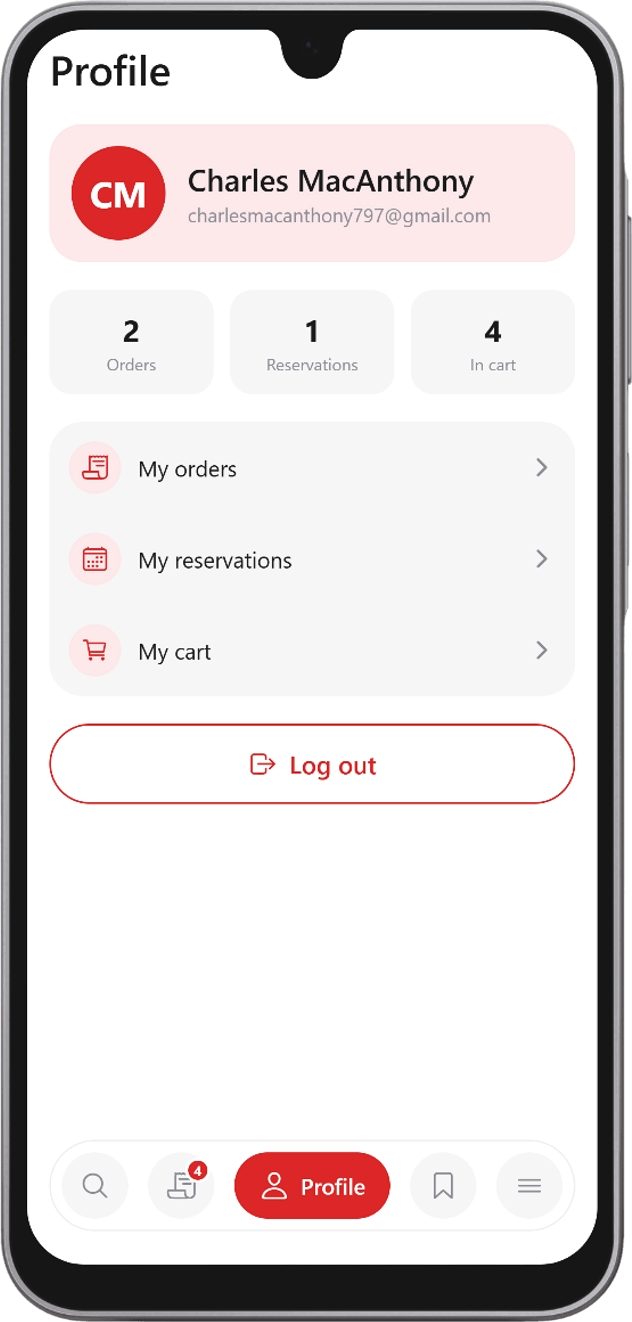 Profile
CM
Charles MacAnthony
charlesmacanthony797@gmail.com
2
Orders
1
Reservations
4
In cart
My orders
My reservations
My cart
Log out
4
Profile